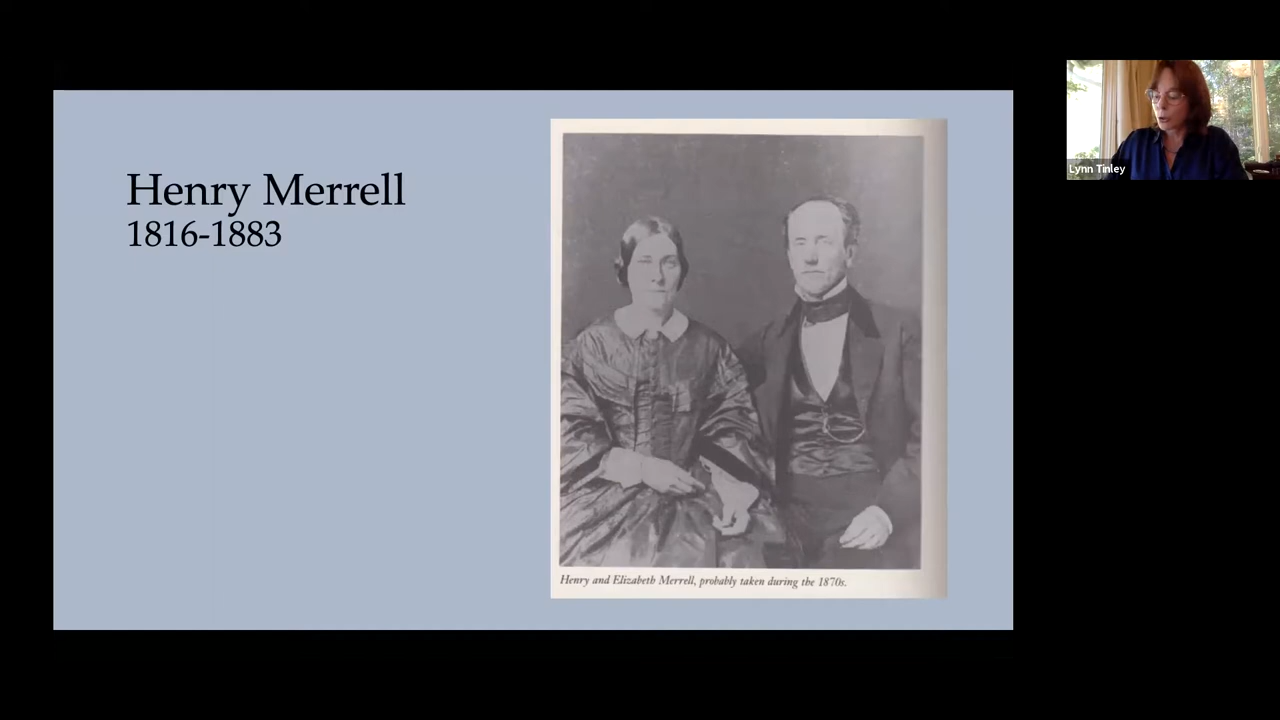 Henry Merrell
1816-1883
Henry and Elizabeth Merrell, probably taken during the 1870s.
Lynn Tinley